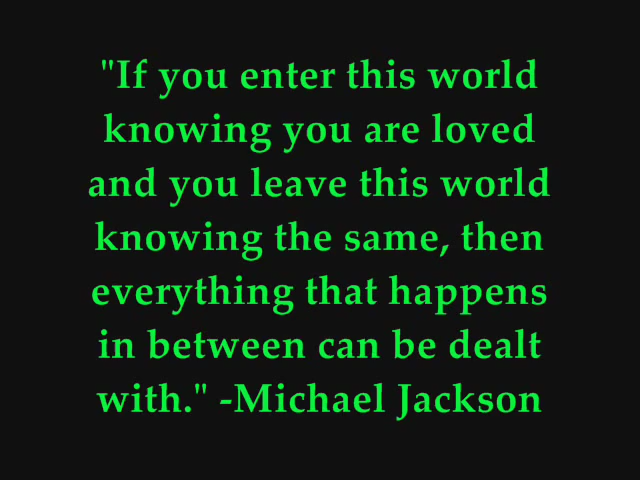 "If you enter this world
knowing you are loved
and you leave this world
knowing the same, then
everything that happens
in between can be dealt
with." -Michael Jackson